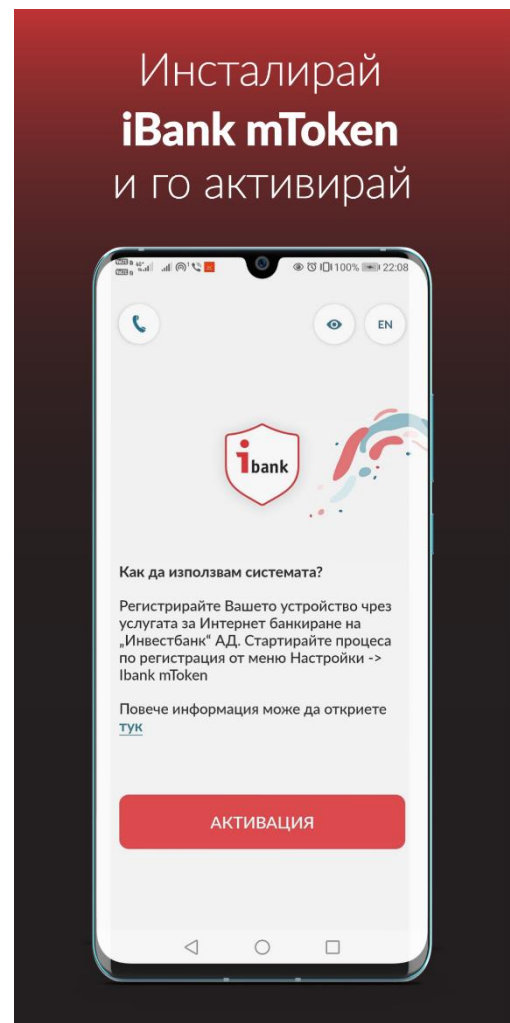 Инсталирай
iBank mToken
и го активирай
100% 22:08
EN
ibank
Как да използвам системата?
Регистрирайте Вашето устройство чрез
услугата за Интернет банкиране на
„Инвестбанк“ АД. Стартирайте процеса
по регистрация от меню Настройки ->
Ibank mToken
Повече информация може да откриете
тук
АКТИВАЦИЯ